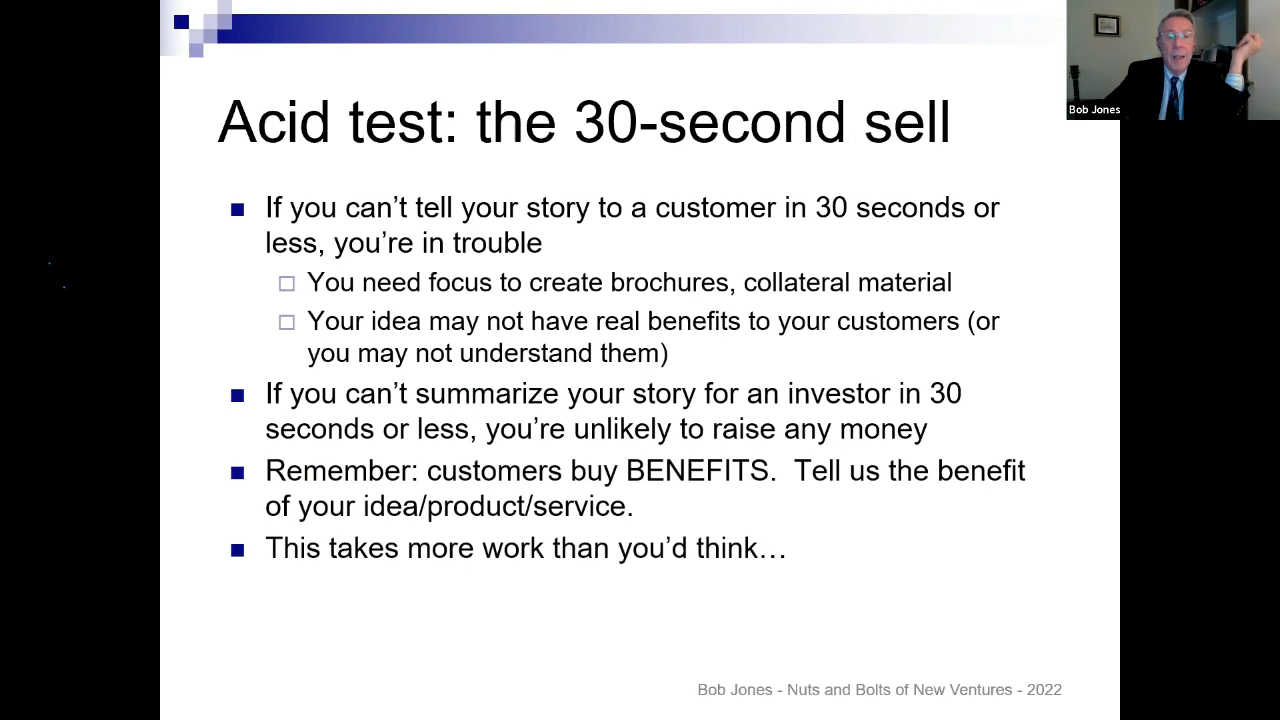 Bob Jones
Acid test: the 30-second sell
If you can’t tell your story to a customer in 30 seconds or
less, you’re in trouble
You need focus to create brochures, collateral material
Your idea may not have real benefits to your customers (or
you may not understand them)
If you can’t summarize your story for an investor in 30
seconds or less, you’re unlikely to raise any money
Remember: customers buy BENEFITS.  Tell us the benefit
of your idea/product/service.
This takes more work than you’d think…
Bob Jones - Nuts and Bolts of New Ventures - 2022